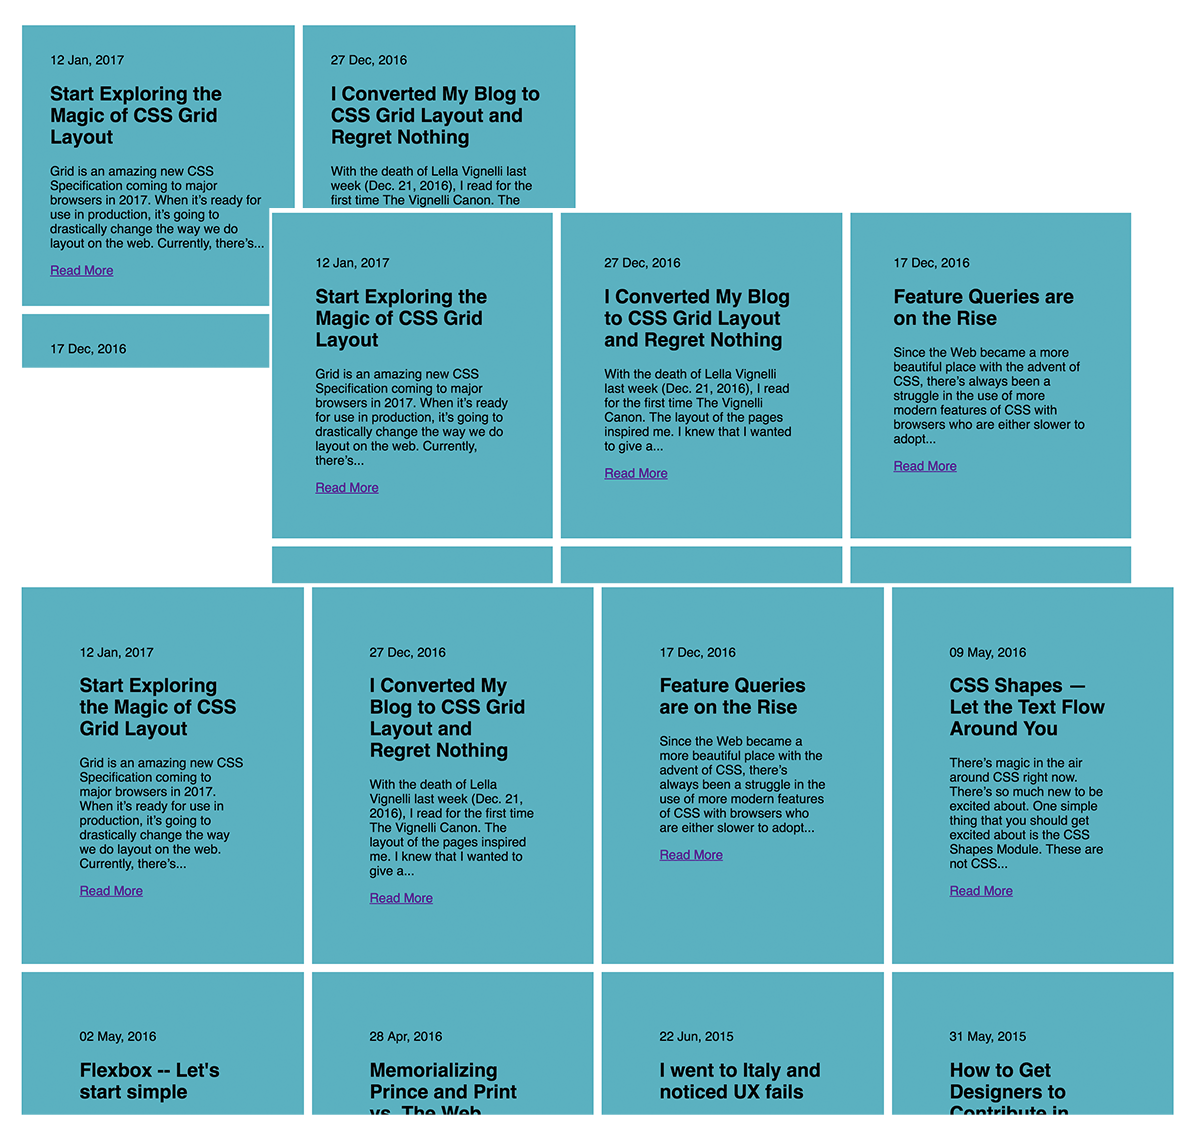 12 Jan, 2017
Start Exploring the
Magic of CSS Grid
Layout
Grid is an amazing new CSS
Specification coming to major
browsers in 2017. When it’s ready for
use in production, it’s going to
drastically change the way we do
layout on the web. Currently, there’s...
Read More
27 Dec, 2016
I Converted My Blog to
CSS Grid Layout and
Regret Nothing
With the death of Lella Vignelli last
week (Dec. 21, 2016), I read for the
first time The Vignelli Canon. The
17 Dec, 2016
12 Jan, 2017
Start Exploring the
Magic of CSS Grid
Layout
Grid is an amazing new CSS
Specification coming to major
browsers in 2017. When it’s ready
for use in production, it’s going to
drastically change the way we do
layout on the web. Currently,
there’s...
Read More
27 Dec, 2016
I Converted My Blog
to CSS Grid Layout
and Regret Nothing
With the death of Lella Vignelli
last week (Dec. 21, 2016), I read
for the first time The Vignelli
Canon. The layout of the pages
inspired me. I knew that I wanted
to give a...
Read More
17 Dec, 2016
Feature Queries are
on the Rise
Since the Web became a more
beautiful place with the advent of
CSS, there’s always been a
struggle in the use of more
modern features of CSS with
browsers who are either slower to
adopt...
Read More
12 Jan, 2017
Start Exploring
the Magic of CSS
Grid Layout
Grid is an amazing new CSS
Specification coming to
major browsers in 2017.
When it’s ready for use in
production, it’s going to
drastically change the way
we do layout on the web.
Currently, there’s...
Read More
27 Dec, 2016
I Converted My
Blog to CSS Grid
Layout and
Regret Nothing
With the death of Lella
Vignelli last week (Dec. 21,
2016), I read for the first time
The Vignelli Canon. The
layout of the pages inspired
me. I knew that I wanted to
give a...
Read More
17 Dec, 2016
Feature Queries
are on the Rise
Since the Web became a
more beautiful place with the
advent of CSS, there’s
always been a struggle in the
use of more modern features
of CSS with browsers who
are either slower to adopt...
Read More
09 May, 2016
CSS Shapes —
Let the Text Flow
Around You
There’s magic in the air
around CSS right now.
There’s so much new to be
excited about. One simple
thing that you should get
excited about is the CSS
Shapes Module. These are
not CSS...
Read More
02 May, 2016
Flexbox -- Let's
start simple
28 Apr, 2016
Memorializing
Prince and Print
vs. The Web
22 Jun, 2015
I went to Italy and
noticed UX fails
31 May, 2015
How to Get
Designers to
Contribute in